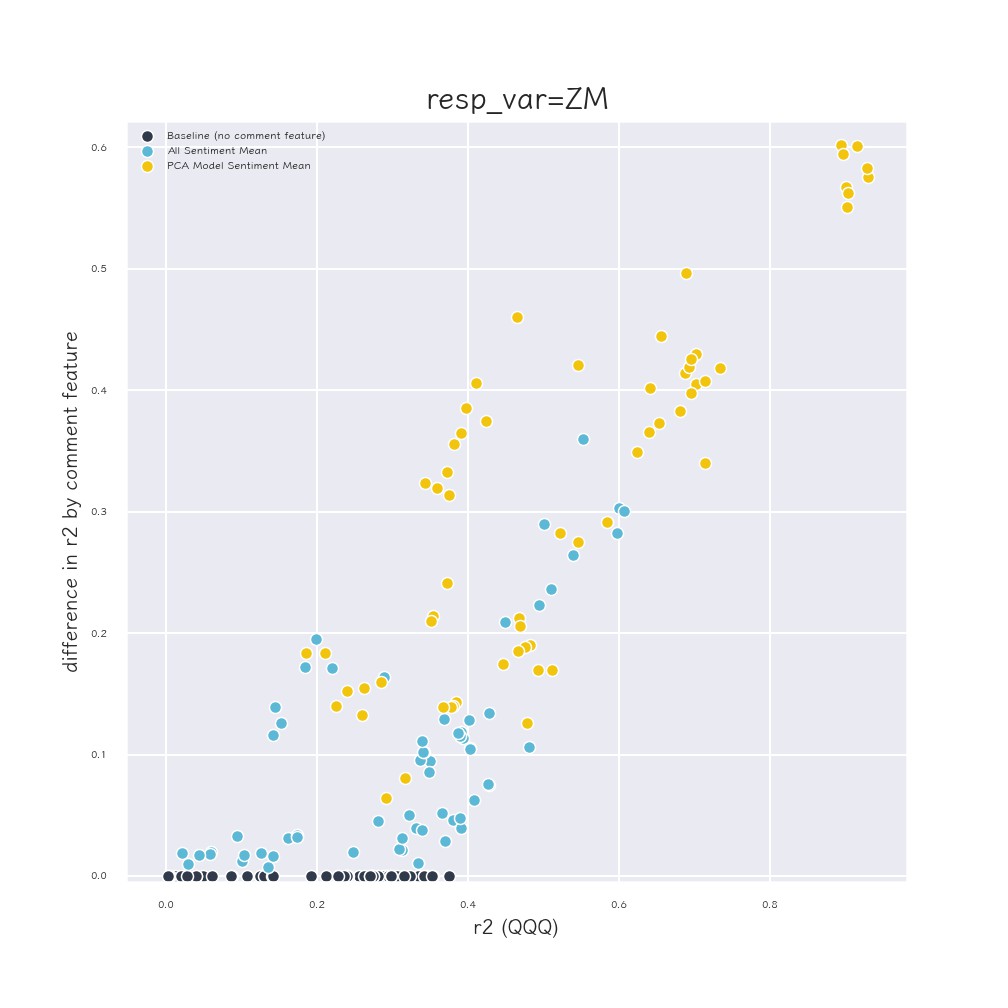 resp_var=ZM
Baseline (no comment feature)
All Sentiment Mean
PCA Model Sentiment Mean
difference in r2 by comment feature
0.6
0.5
0.4
0.3
0.2
0.1
0.0
0.0 0.2 0.4 0.6 0.8
r2 (QQQ)